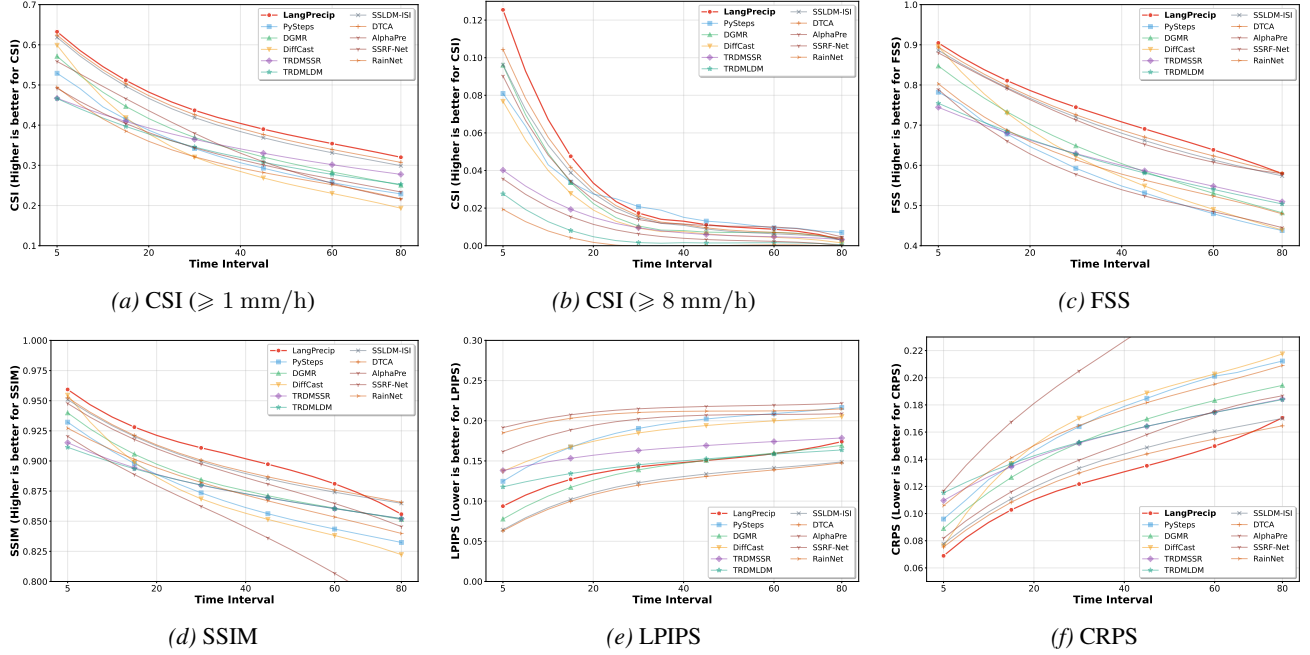 CSI (Higher is better for CSI)
0.7
0.6
0.5
0.4
0.3
0.2
0.1
5
20
40
60
80
Time Interval
LangPrecip
PySteps
DGMR
DiffCast
TRDMSSR
TRDMLDM
SSLDM-ISI
DTCA
AlphaPre
SSRF-Net
RainNet
(a) CSI (⩾ 1 mm/h)
CSI (Higher is better for CSI)
0.12
0.10
0.08
0.06
0.04
0.02
0.00
5
20
40
60
80
Time Interval
LangPrecip
PySteps
DGMR
DiffCast
TRDMSSR
TRDMLDM
SSLDM-ISI
DTCA
AlphaPre
SSRF-Net
RainNet
(b) CSI (⩾ 8 mm/h)
FSS (Higher is better for FSS)
1.0
0.9
0.8
0.7
0.6
0.5
0.4
5
20
40
60
80
Time Interval
LangPrecip
PySteps
DGMR
DiffCast
TRDMSSR
TRDMLDM
SSLDM-ISI
DTCA
AlphaPre
SSRF-Net
RainNet
(c) FSS
SSIM (Higher is better for SSIM)
1.000
0.975
0.950
0.925
0.900
0.875
0.850
0.825
0.800
5
20
40
60
80
Time Interval
LangPrecip
PySteps
DGMR
DiffCast
TRDMSSR
TRDMLDM
SSLDM-ISI
DTCA
AlphaPre
SSRF-Net
RainNet
(d) SSIM
LPIPS (Lower is better for LPIPS)
0.30
0.25
0.20
0.15
0.10
0.05
0.00
5
20
40
60
80
Time Interval
LangPrecip
PySteps
DGMR
DiffCast
TRDMSSR
TRDMLDM
SSLDM-ISI
DTCA
AlphaPre
SSRF-Net
RainNet
(e) LPIPS
CRPS (Lower is better for CRPS)
0.22
0.20
0.18
0.16
0.14
0.12
0.10
0.08
0.06
5
20
40
60
80
Time Interval
LangPrecip
PySteps
DGMR
DiffCast
TRDMSSR
TRDMLDM
SSLDM-ISI
DTCA
AlphaPre
SSRF-Net
RainNet
(f) CRPS